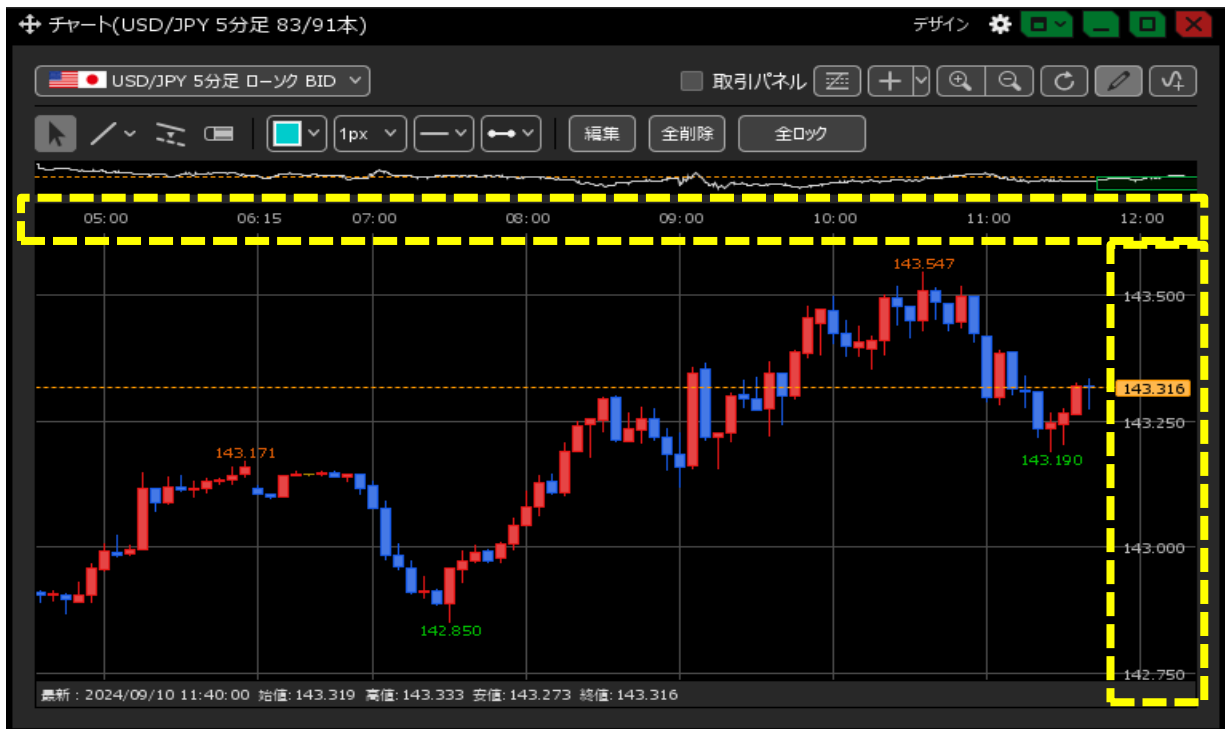 チャート(USD/JPY 5分足 83/91本)
デザイン
USD/JPY 5分足 ローソク BID
取引パネル
1px
編集
全削除
全ロック
05:00 06:15 07:00 08:00 09:00 10:00 11:00 12:00
143.547
143.500
143.316
143.250
143.171
143.190
143.000
142.850
142.750
最新:2024/09/10 11:40:00 始値:143.319 高値:143.333 安値:143.273 終値:143.316